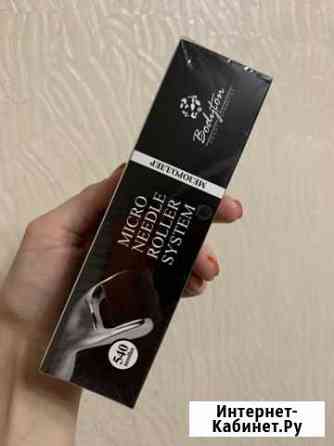 Bodyton
МЕЗОРОЛЛЕР
MICRO
NEEDLE
ROLLER
SYSTEM
540
Интернет-
Кабинет.Ру